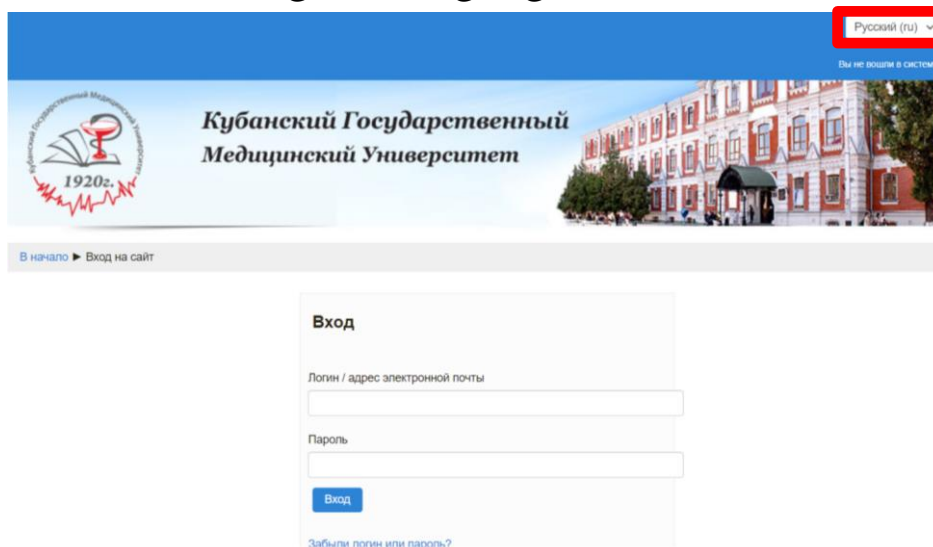 Русский (ru)
Вы не вошли в систем
Кубанский Государственный
Медицинский Университет
1920г.
В начало ► Вход на сайт
Вход
Логин / адрес электронной почты
Пароль
Вход
Забыли логин или пароль?